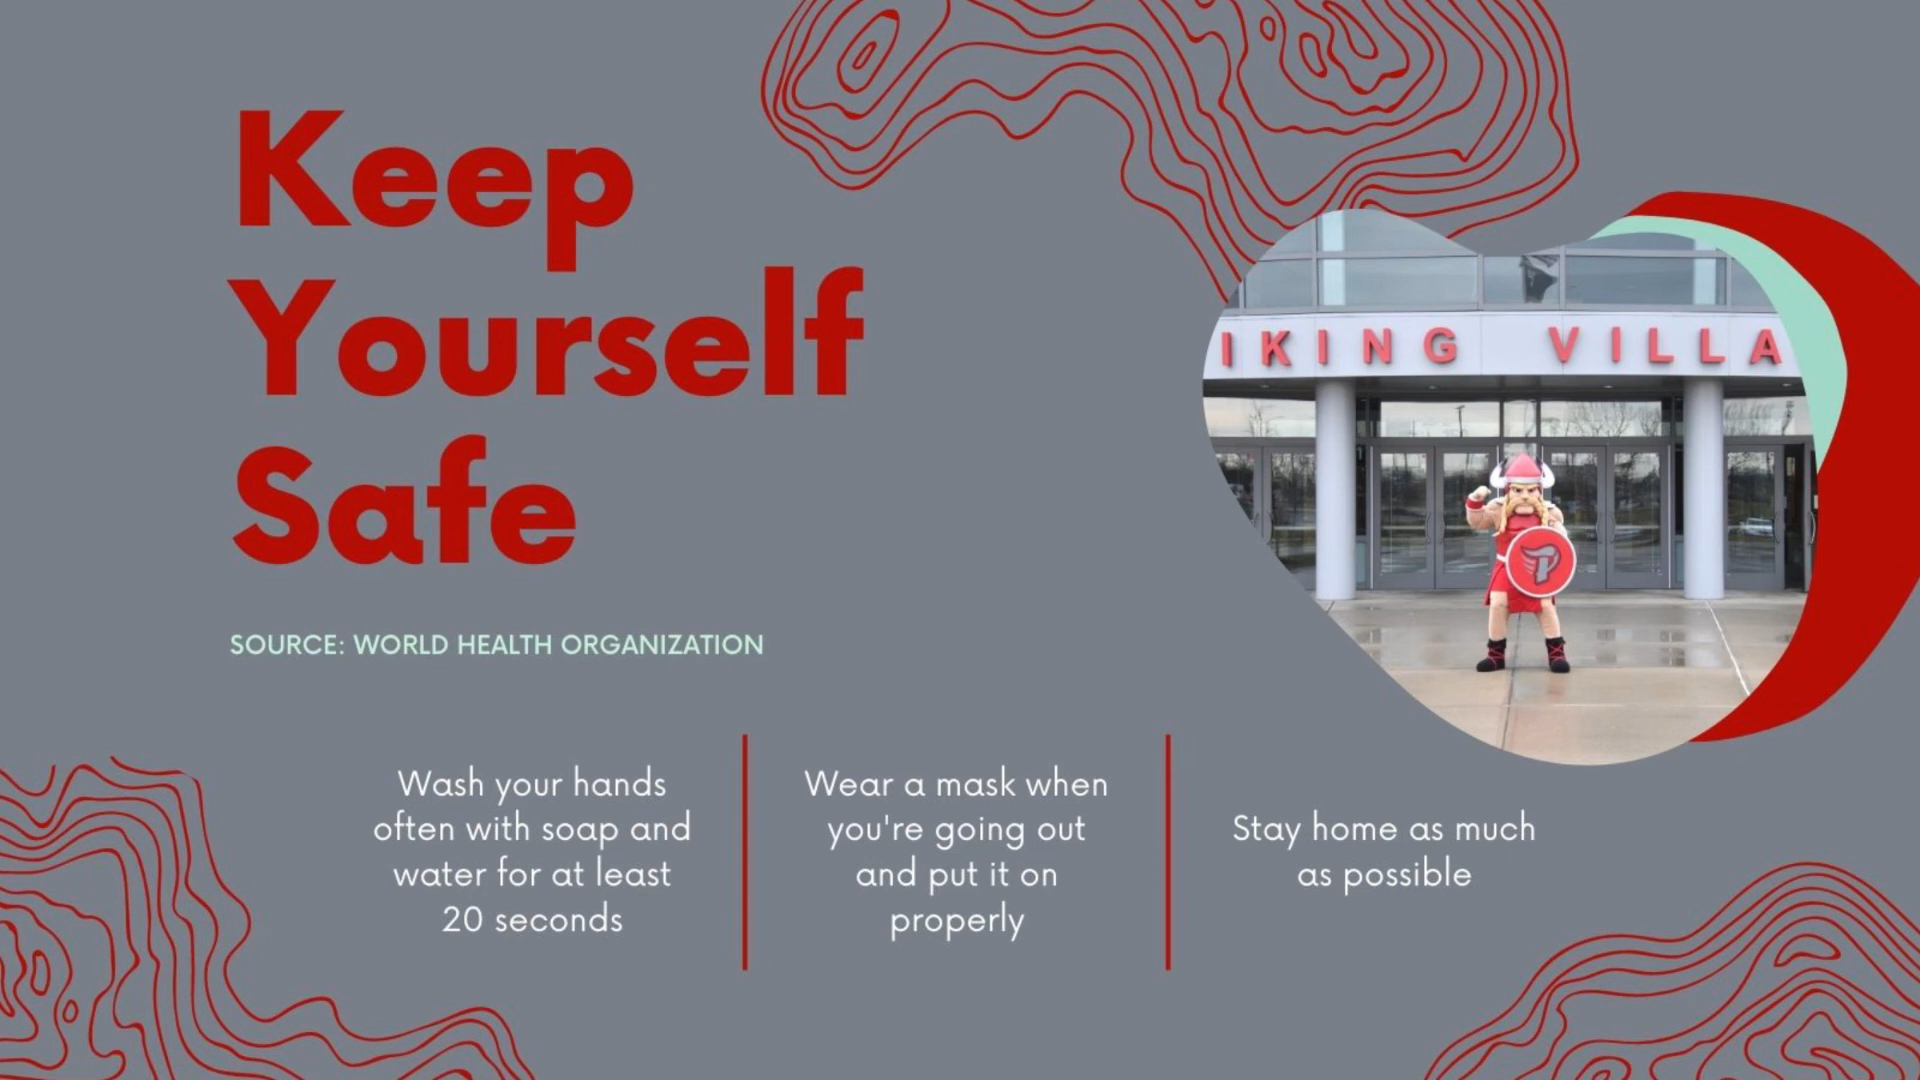 Keep
Yourself
Safe
SOURCE: WORLD HEALTH ORGANIZATION
IKING VILLA
P
Wash your hands
often with soap and
water for at least
20 seconds
Wear a mask when
you're going out
and put it on
properly
Stay home as much
as possible